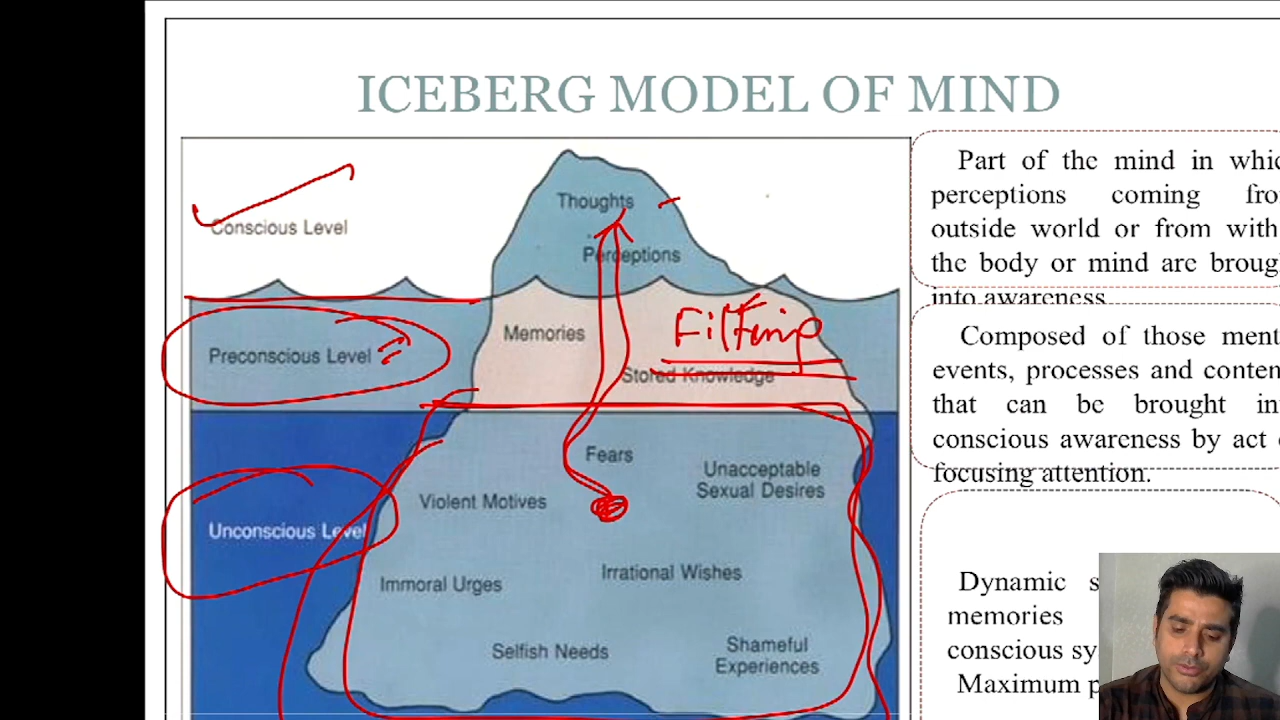 ICEBERG MODEL OF MIND
Thoughts
Conscious Level
Perceptions
Memories
Filtring
Preconscious Level
Stored Knowledge
Fears
Unacceptable
Sexual Desires
Violent Motives
Unconscious Level
Immoral Urges
Irrational Wishes
Selfish Needs
Shameful
Experiences
Part of the mind in whic
perceptions coming fro
outside world or from with
the body or mind are broug
into awareness
Composed of those ment
events, processes and conten
that can be brought in
conscious awareness by act
focusing attention.
Dynamic s
memories
conscious sy
Maximum p